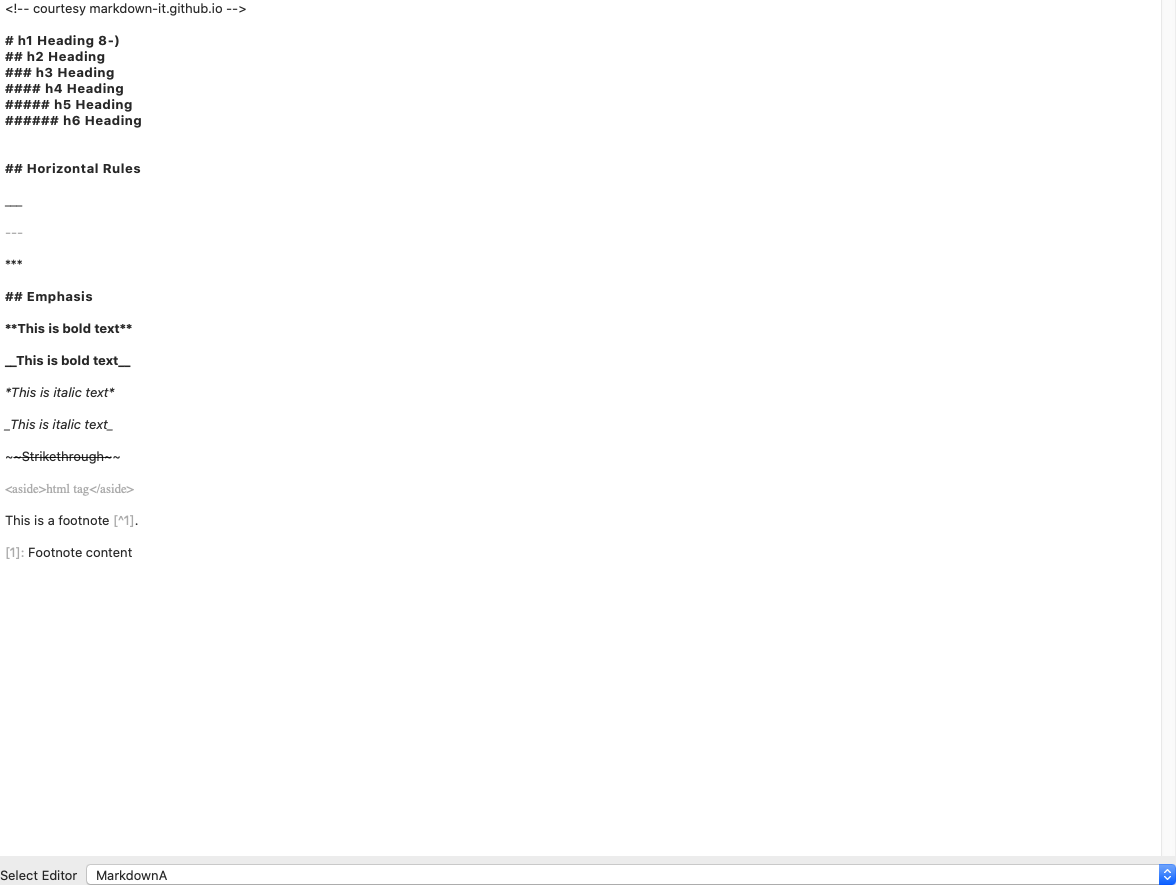 <!-- courtesy markdown-it.github.io -->
# h1 Heading 8-)
## h2 Heading
### h3 Heading
#### h4 Heading
##### h5 Heading
###### h6 Heading
## Horizontal Rules
___
---
***
## Emphasis
**This is bold text**
__This is bold text__
*This is italic text*
_This is italic text_
~~Strikethrough~~
<aside>html tag</aside>
This is a footnote [^1].
[1]: Footnote content
Select Editor MarkdownA